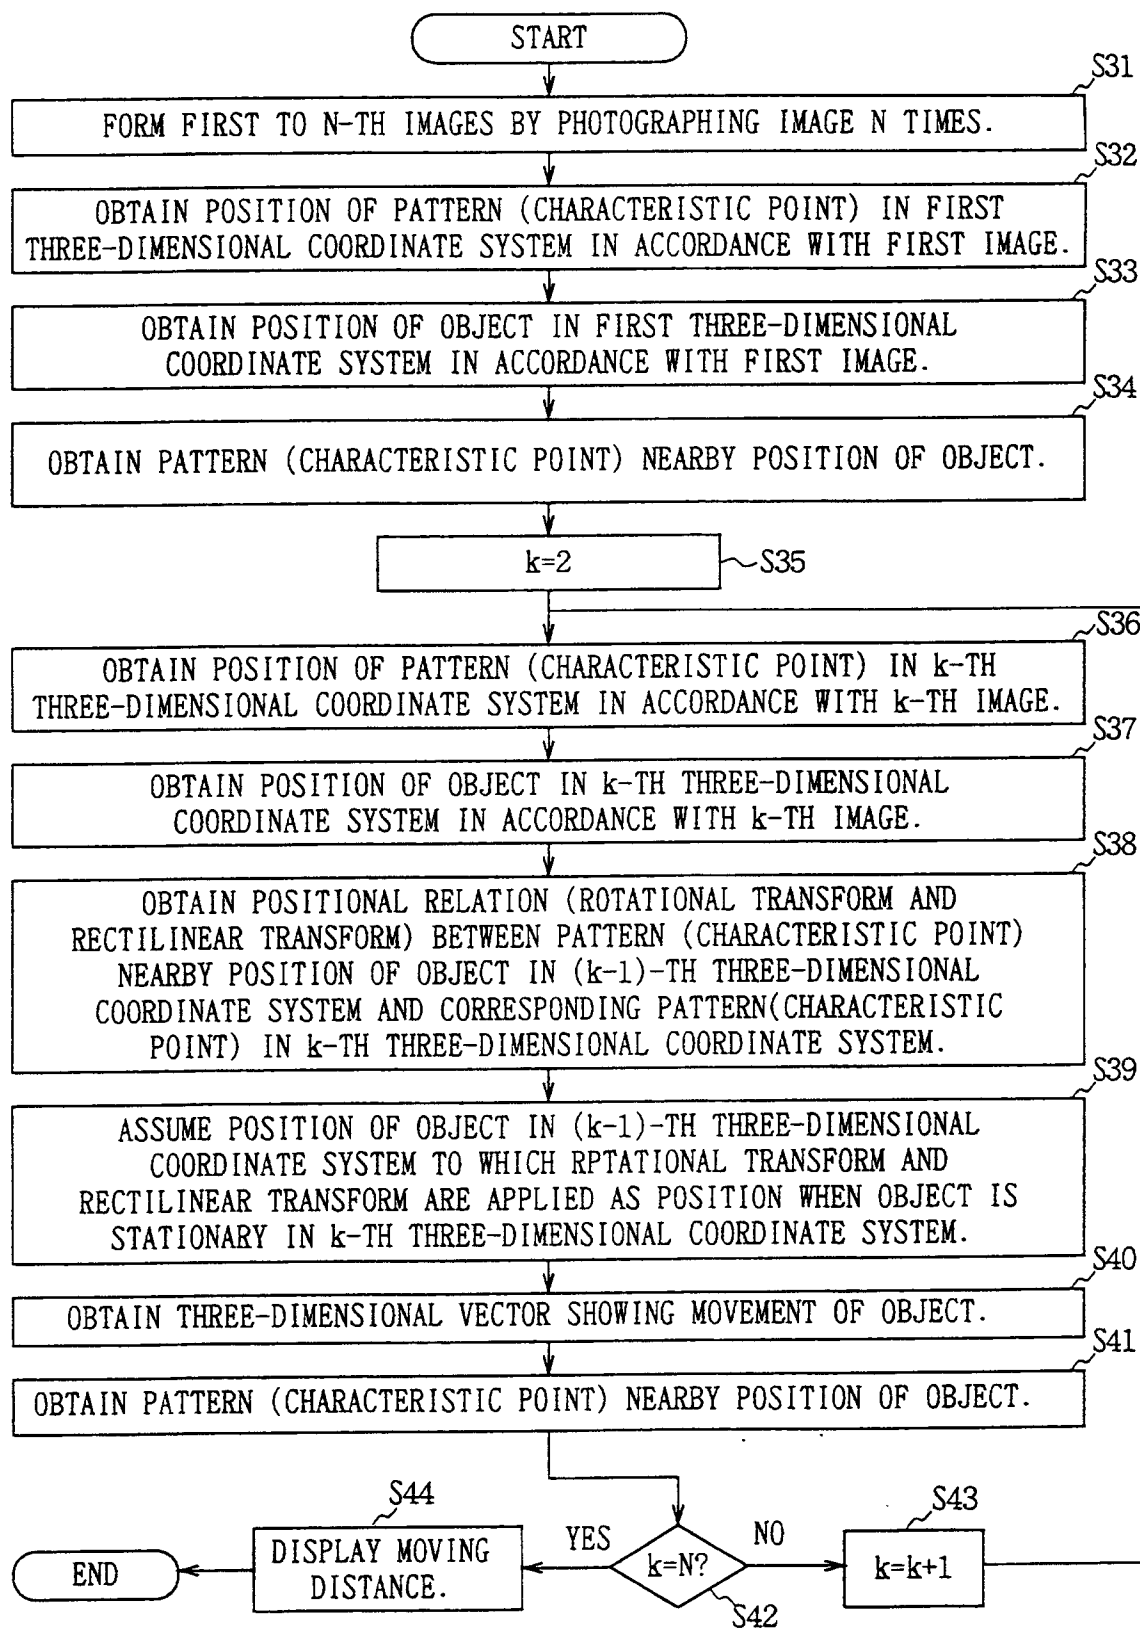 START
S31
FORM FIRST TO N-TH IMAGES BY PHOTOGRAPHING IMAGE N TIMES.
S32
OBTAIN POSITION OF PATTERN (CHARACTERISTIC POINT) IN FIRST
THREE-DIMENSIONAL COORDINATE SYSTEM IN ACCORDANCE WITH FIRST IMAGE.
S33
OBTAIN POSITION OF OBJECT IN FIRST THREE-DIMENSIONAL
COORDINATE SYSTEM IN ACCORDANCE WITH FIRST IMAGE.
S34
OBTAIN PATTERN (CHARACTERISTIC POINT) NEARBY POSITION OF OBJECT.
k=2
S35
S36
OBTAIN POSITION OF PATTERN (CHARACTERISTIC POINT) IN k-TH
THREE-DIMENSIONAL COORDINATE SYSTEM IN ACCORDANCE WITH k-TH IMAGE.
S37
OBTAIN POSITION OF OBJECT IN k-TH THREE-DIMENSIONAL
COORDINATE SYSTEM IN ACCORDANCE WITH k-TH IMAGE.
S38
OBTAIN POSITIONAL RELATION (ROTATIONAL TRANSFORM AND
RECTILINEAR TRANSFORM) BETWEEN PATTERN (CHARACTERISTIC POINT)
NEARBY POSITION OF OBJECT IN (k-1)-TH THREE-DIMENSIONAL
COORDINATE SYSTEM AND CORRESPONDING PATTERN(CHARACTERISTIC
POINT) IN k-TH THREE-DIMENSIONAL COORDINATE SYSTEM.
S39
ASSUME POSITION OF OBJECT IN (k-1)-TH THREE-DIMENSIONAL
COORDINATE SYSTEM TO WHICH RPTATIONAL TRANSFORM AND
RECTILINEAR TRANSFORM ARE APPLIED AS POSITION WHEN OBJECT IS
STATIONARY IN k-TH THREE-DIMENSIONAL COORDINATE SYSTEM.
S40
OBTAIN THREE-DIMENSIONAL VECTOR SHOWING MOVEMENT OF OBJECT.
S41
OBTAIN PATTERN (CHARACTERISTIC POINT) NEARBY POSITION OF OBJECT.
S44
S43
YES
NO
END
DISPLAY MOVING
DISTANCE.
k=N?
k=k+1
S42